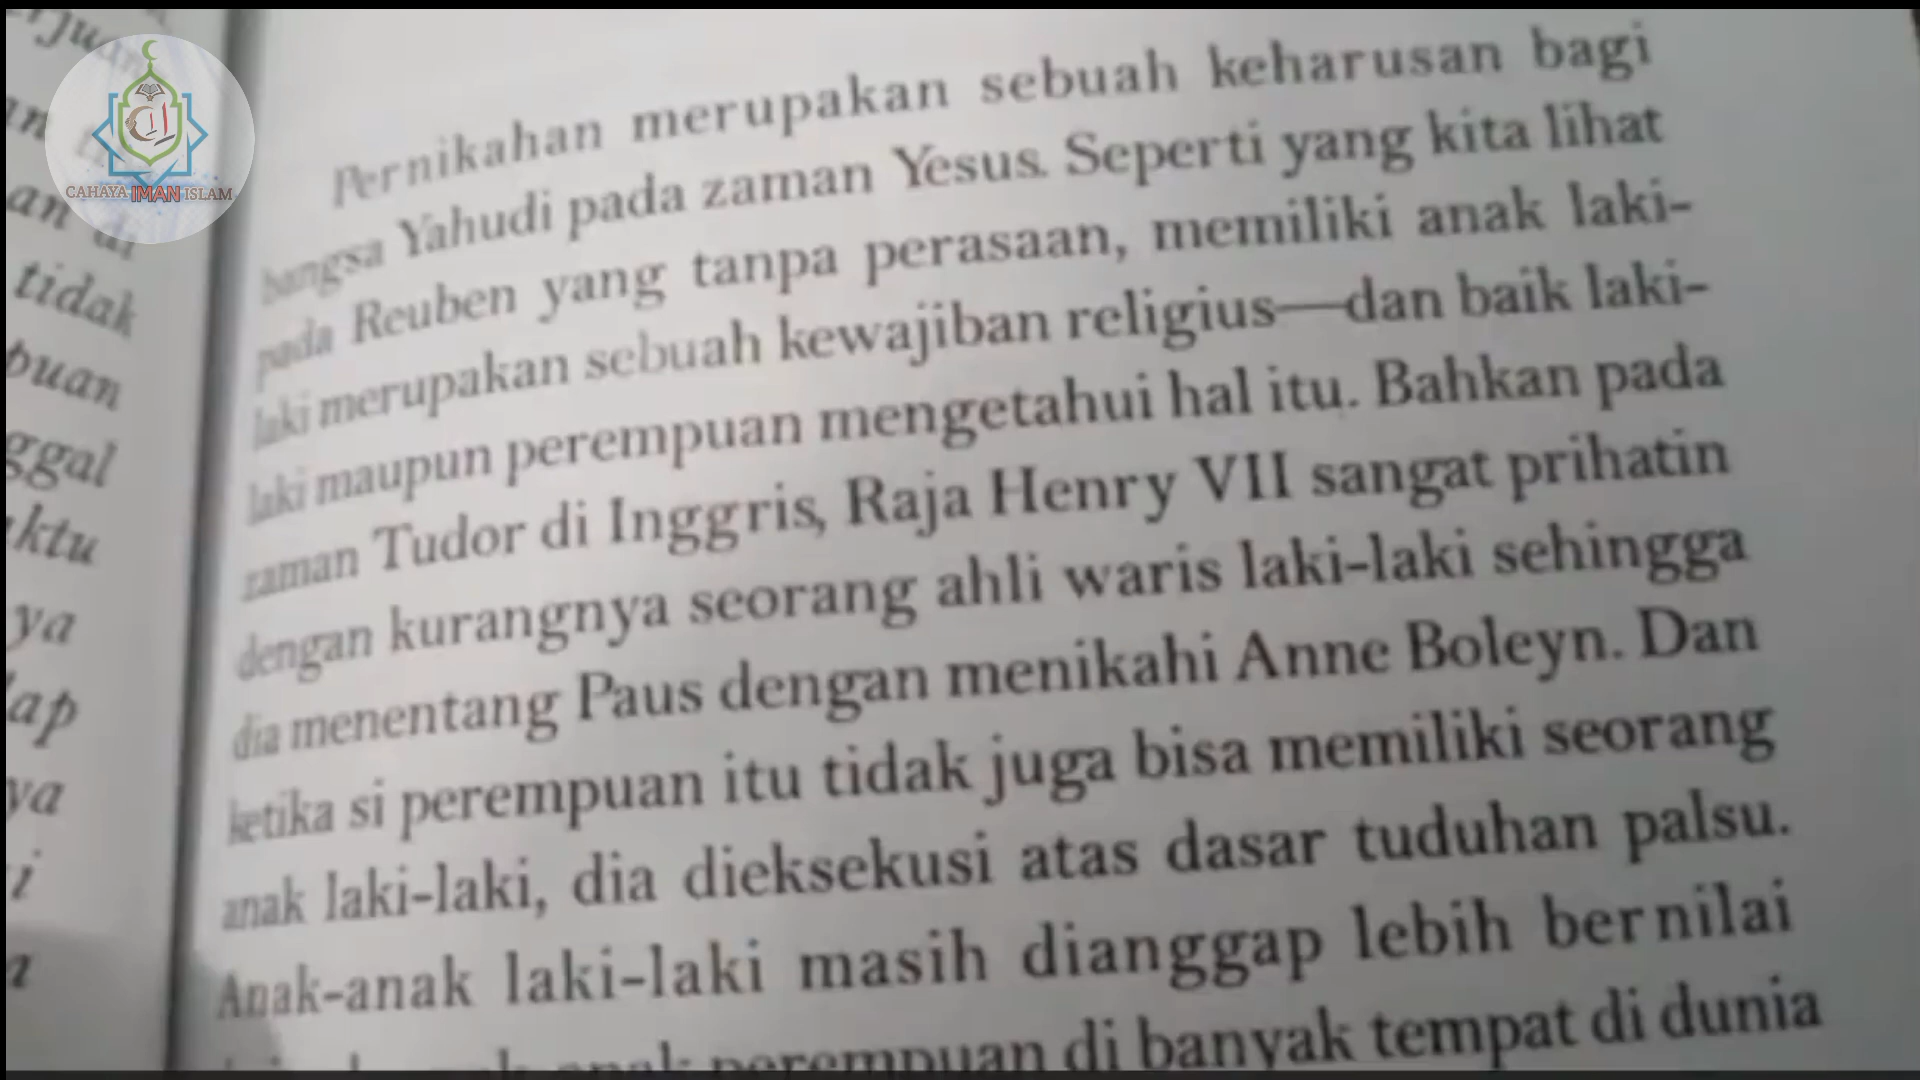 erjuan
an
an di
tidak
puan
ggal
ktu
ya
ap
ya
i
a
CAHAYA IMAN ISLAM
Pernikahan merupakan sebuah keharusan bagi
bangsa Yahudi pada zaman Yesus. Seperti yang kita lihat
pada Reuben yang tanpa perasaan, memiliki anak laki-
laki merupakan sebuah kewajiban religius—dan baik laki-
laki maupun perempuan mengetahui hal itu. Bahkan pada
zaman Tudor di Inggris, Raja Henry VII sangat prihatin
dengan kurangnya seorang ahli waris laki-laki sehingga
dia menentang Paus dengan menikahi Anne Boleyn. Dan
ketika si perempuan itu tidak juga bisa memiliki seorang
anak laki-laki, dia dieksekusi atas dasar tuduhan palsu.
Anak-anak laki-laki masih dianggap lebih bernilai
perempuan di banyak tempat di dunia